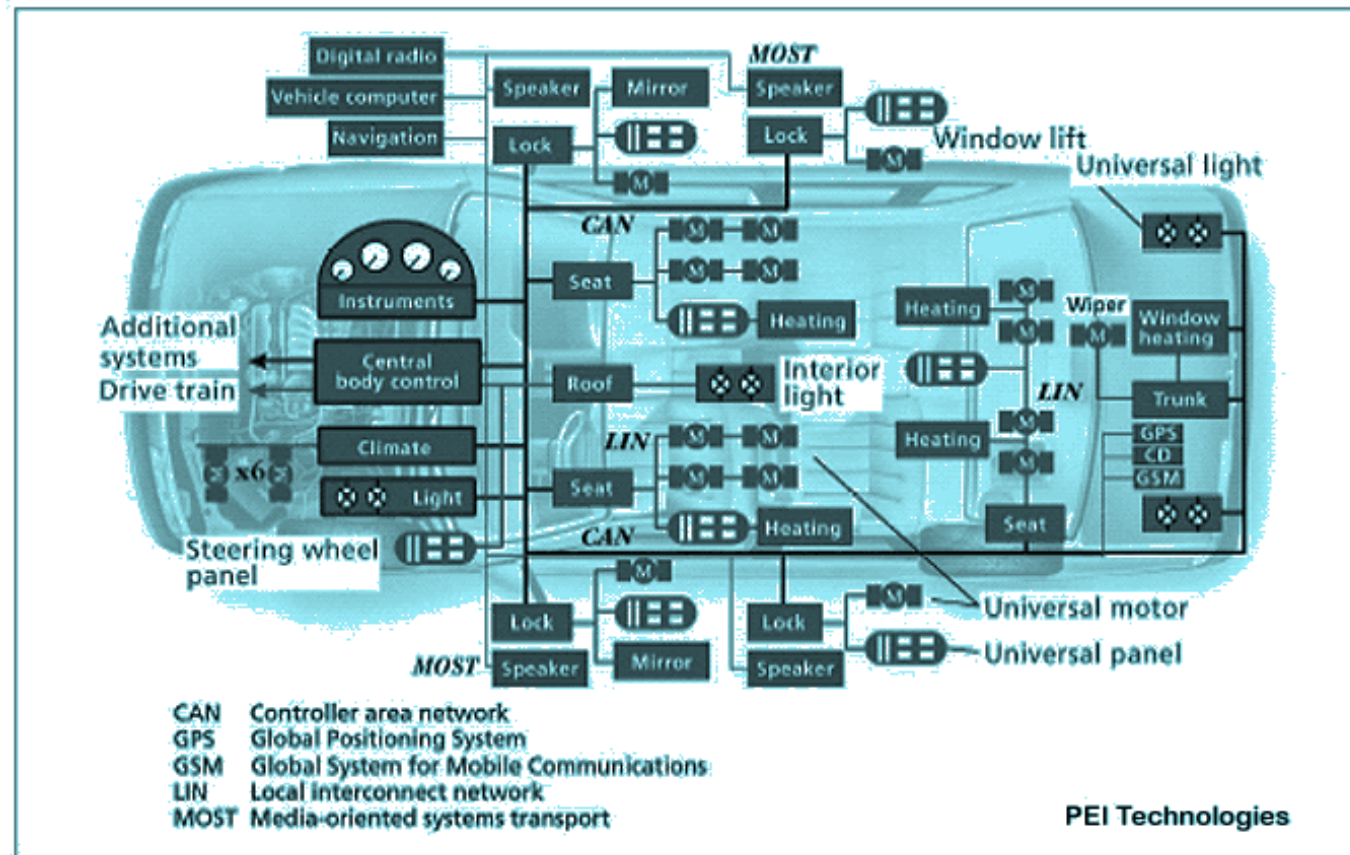 Digital radio
MOST
Speaker
Mirror
Speaker
Vehicle computer
Navigation
Lock
Lock
Window lift
M
M
Universal light
CAN
M M
Seat
M M
Instruments
Heating
Heating
M
Wiper
M
M
Window
heating
Additional
systems
Central
body control
Roof
Interior
light
Drive train
LIN
Trunk
M
LIN
M M
Climate
Heating
GPS
CD
GSM
M
x6
M M
Light
Seat
M M
CAN
Heating
Seat
Steering wheel
panel
M
M
Universal motor
Lock
Lock
Universal panel
MOST
Speaker
Mirror
Speaker
CAN Controller area network
GPS Global Positioning System
GSM Global System for Mobile Communications
LIN Local interconnect network
MOST Media-oriented systems transport
PEI Technologies